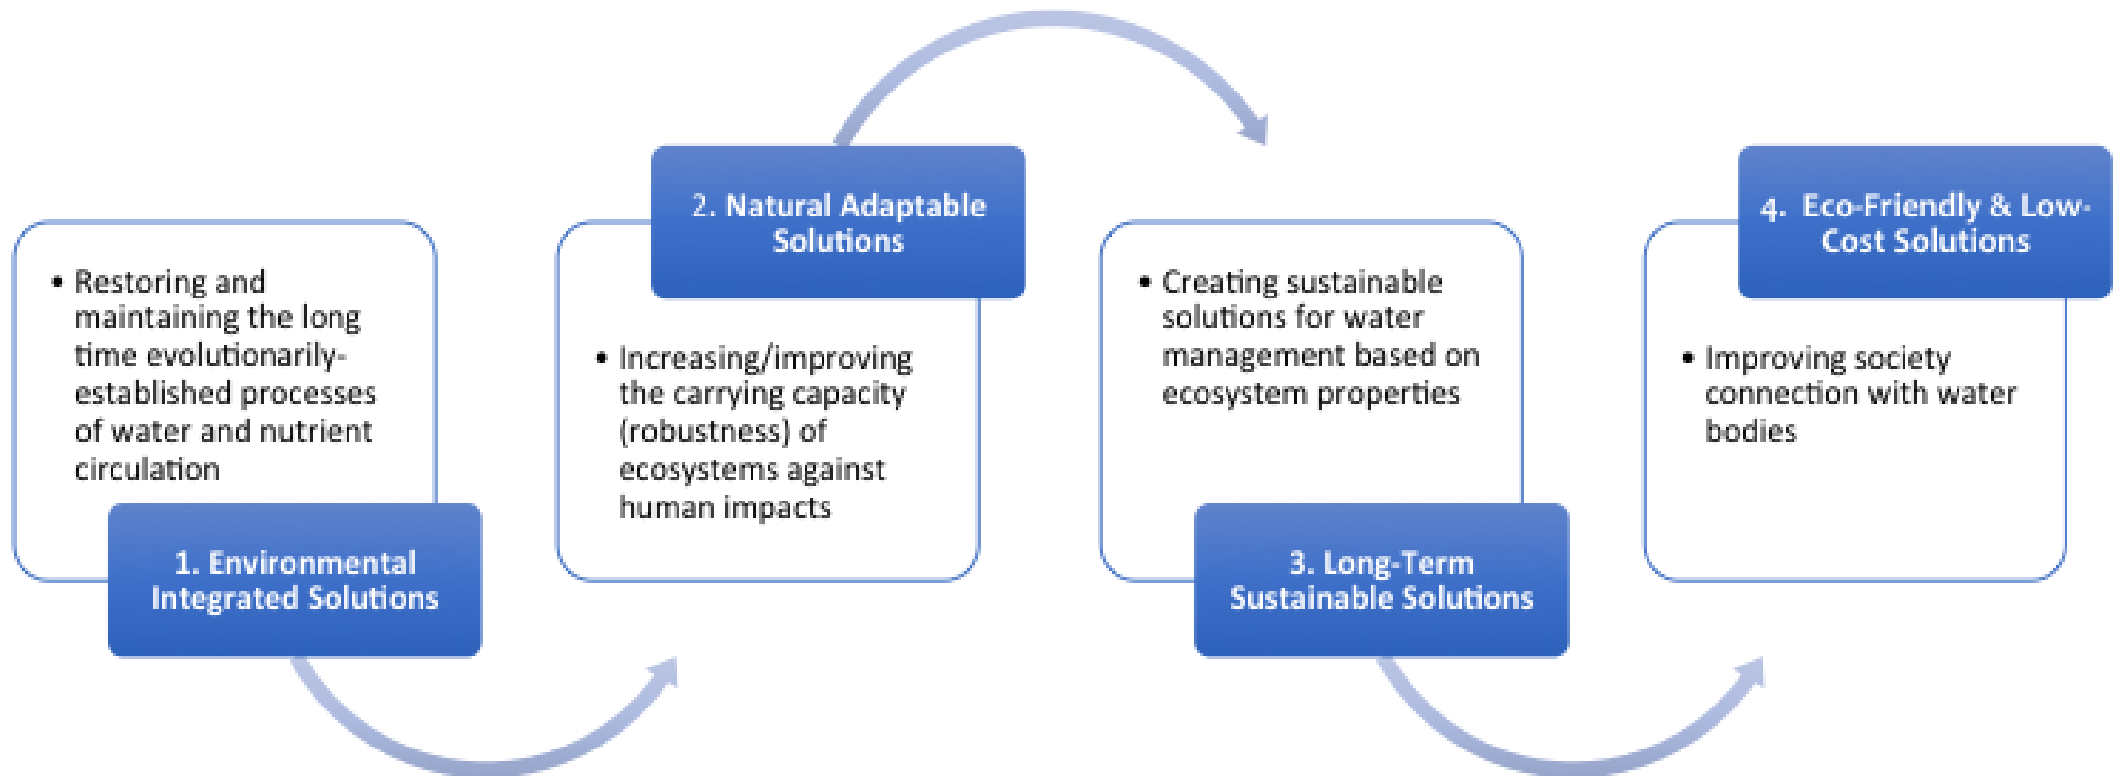 • Restoring and
maintaining the long
time evolutionarily-
established processes
of water and nutrient
circulation
1. Environmental
Integrated Solutions
2. Natural Adaptable
Solutions
• Increasing/improving
the carrying capacity
(robustness) of
ecosystems against
human impacts
• Creating sustainable
solutions for water
management based on
ecosystem properties
3. Long-Term
Sustainable Solutions
4. Eco-Friendly & Low-
Cost Solutions
• Improving society
connection with water
bodies